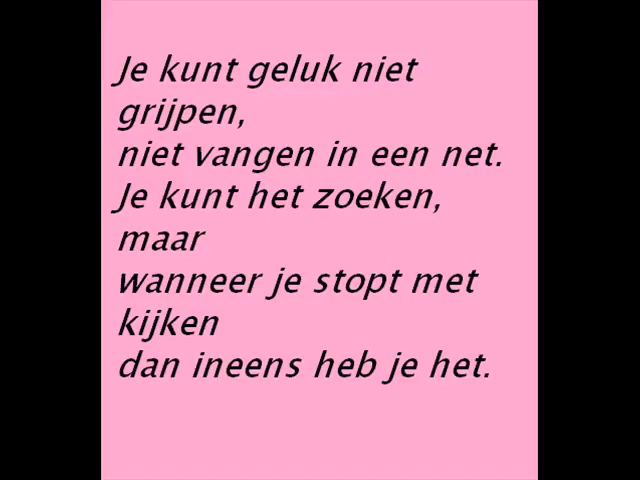 Je kunt geluk niet
grijpen,
niet vangen in een net.
Je kunt het zoeken,
maar
wanneer je stopt met
kijken
dan ineens heb je het.